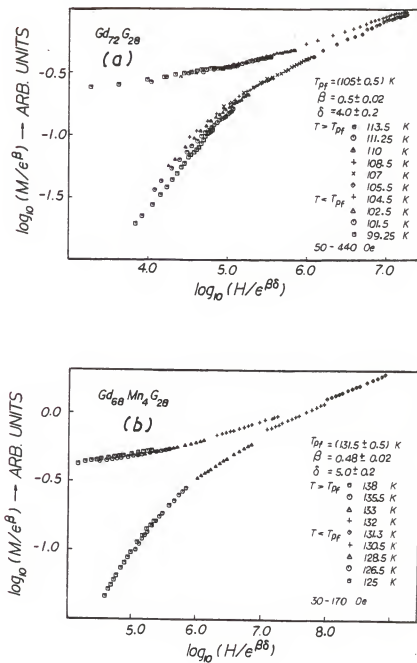 Gd72G28
(a)
Tpf = (105 ± 0.5) K
β = 0.5 ± 0.02
δ = 4.0 ± 0.2
T > Tpf 113.5 K
111.25 K
110 K
108.5 K
107 K
105.5 K
T < Tpf 104.5 K
102.5 K
101.5 K
99.25 K
50-440 Oe
log10 (M/e^β) → ARB. UNITS
-0.5
-1.0
-1.5
4.0 5.0 6.0 7.0
log10 (H/e^βδ)
Gd68Mn4G28
(b)
Tpf = (131.5 ± 0.5) K
β = 0.48 ± 0.02
δ = 5.0 ± 0.2
T > Tpf 138 K
135.5 K
133 K
132 K
T < Tpf 131.3 K
130.5 K
128.5 K
126.5 K
125 K
30-170 Oe
log10 (M/e^β) → ARB. UNITS
0.0
-0.5
-1.0
5.0 6.0 7.0 8.0 9.0
log10 (H/e^βδ)